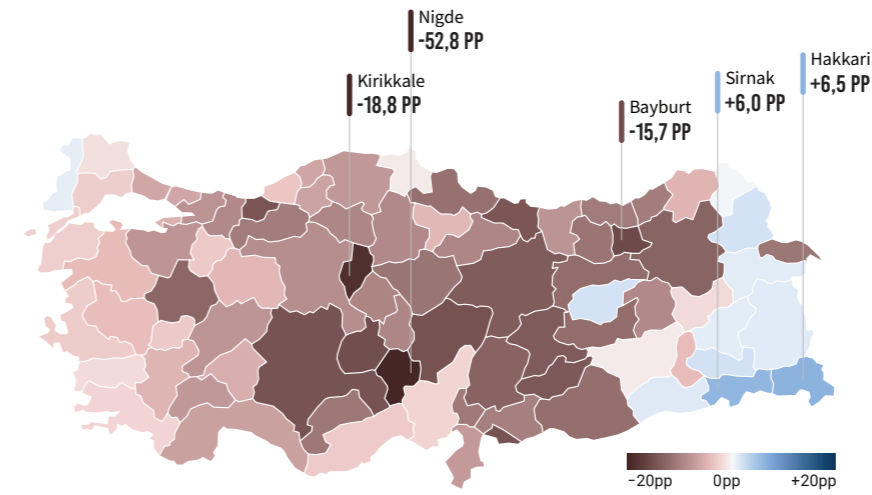 Nigde
-52,8 PP
Kirikkale
-18,8 PP
Bayburt
-15,7 PP
Sirnak
+6,0 PP
Hakkari
+6,5 PP
−20pp 0pp +20pp